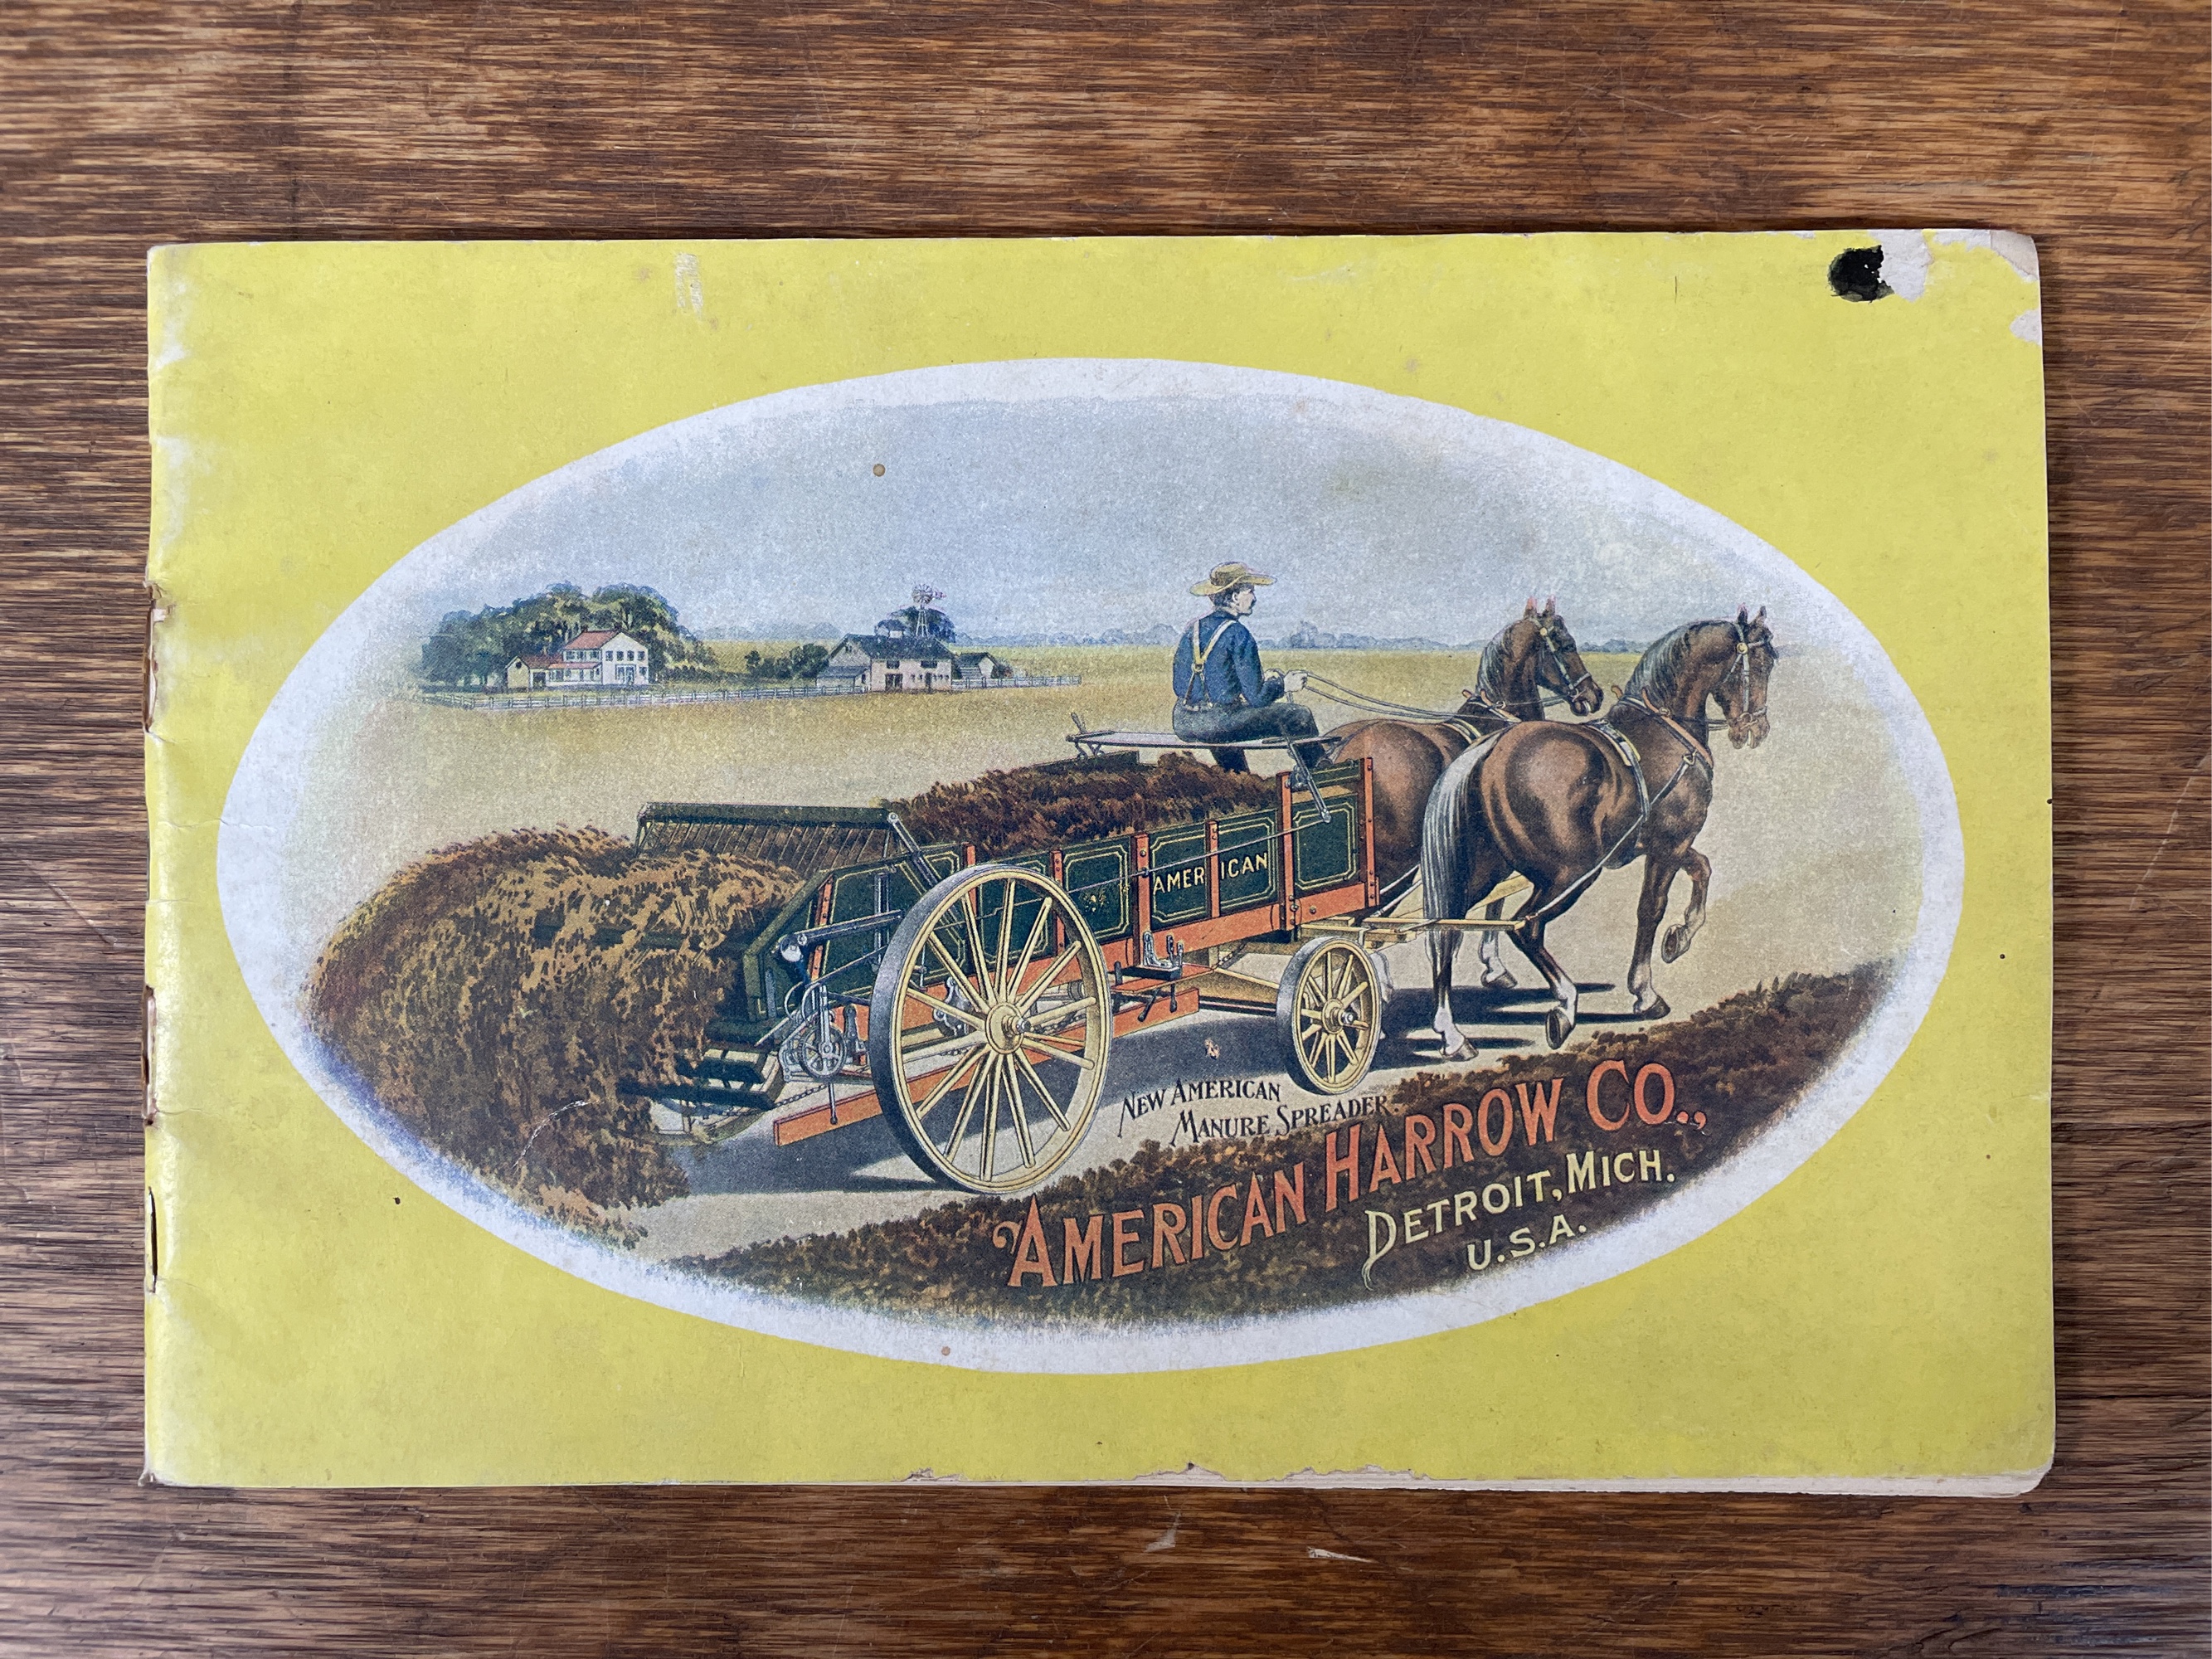 AMERICAN
NEW AMERICAN
MANURE SPREADER.
AMERICAN HARROW CO.,
DETROIT, MICH.
U.S.A.